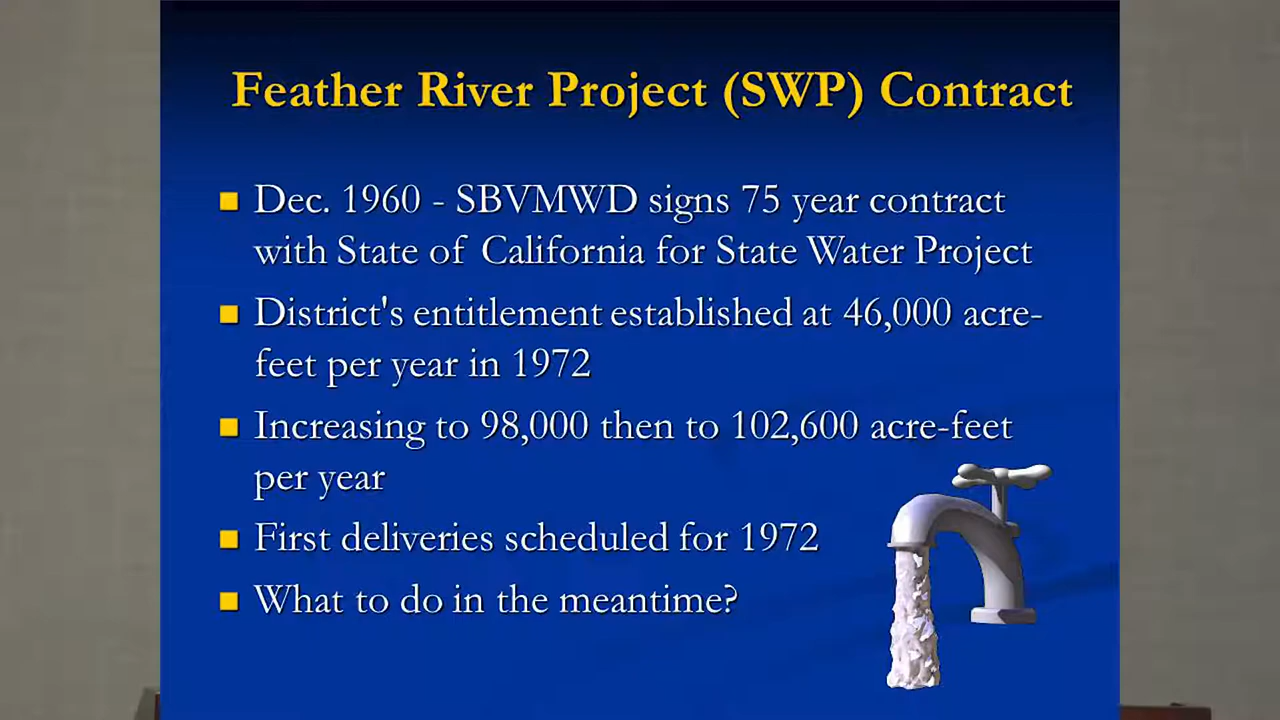 Feather River Project (SWP) Contract
Dec. 1960 - SBVMWD signs 75 year contract
with State of California for State Water Project
District's entitlement established at 46,000 acre-
feet per year in 1972
Increasing to 98,000 then to 102,600 acre-feet
per year
First deliveries scheduled for 1972
What to do in the meantime?